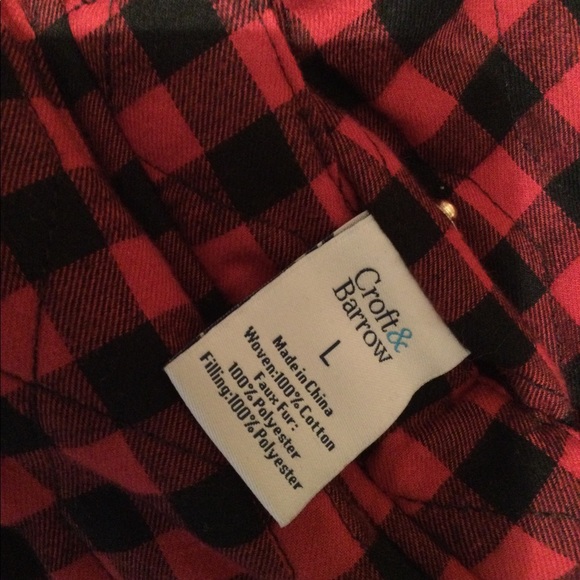 Croft&
Barrow
L
Made in China
Woven:100% Cotton
Faux Fur:
100% Polyester
Filling:100% Polyester